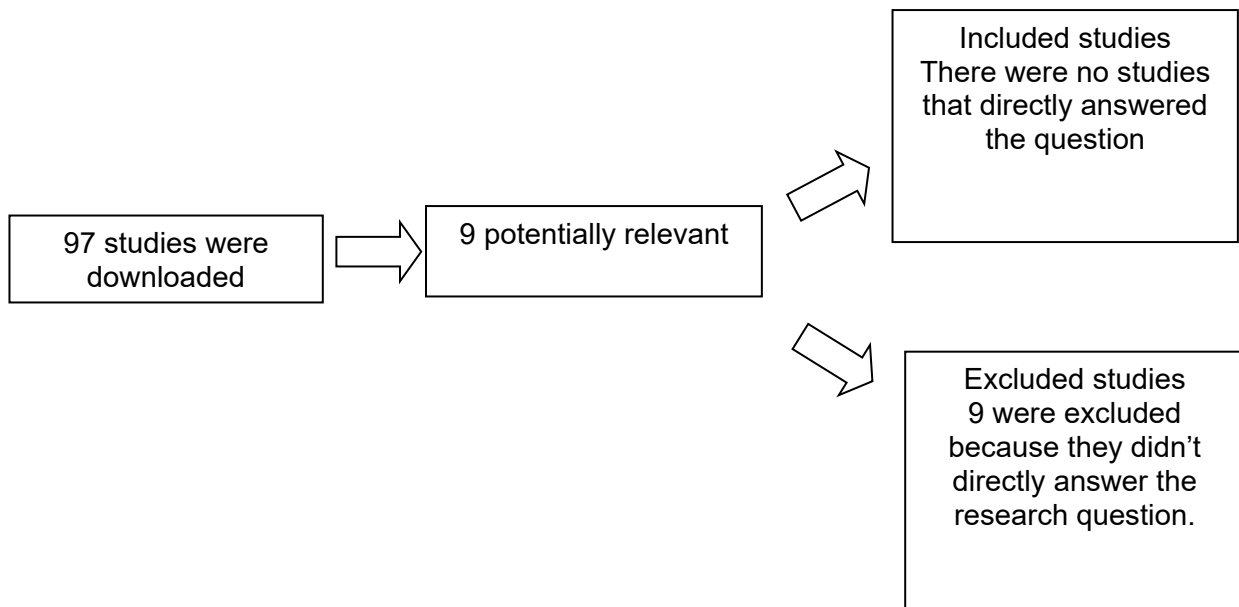 97 studies were
downloaded
9 potentially relevant
Included studies
There were no studies
that directly answered
the question
Excluded studies
9 were excluded
because they didn’t
directly answer the
research question.